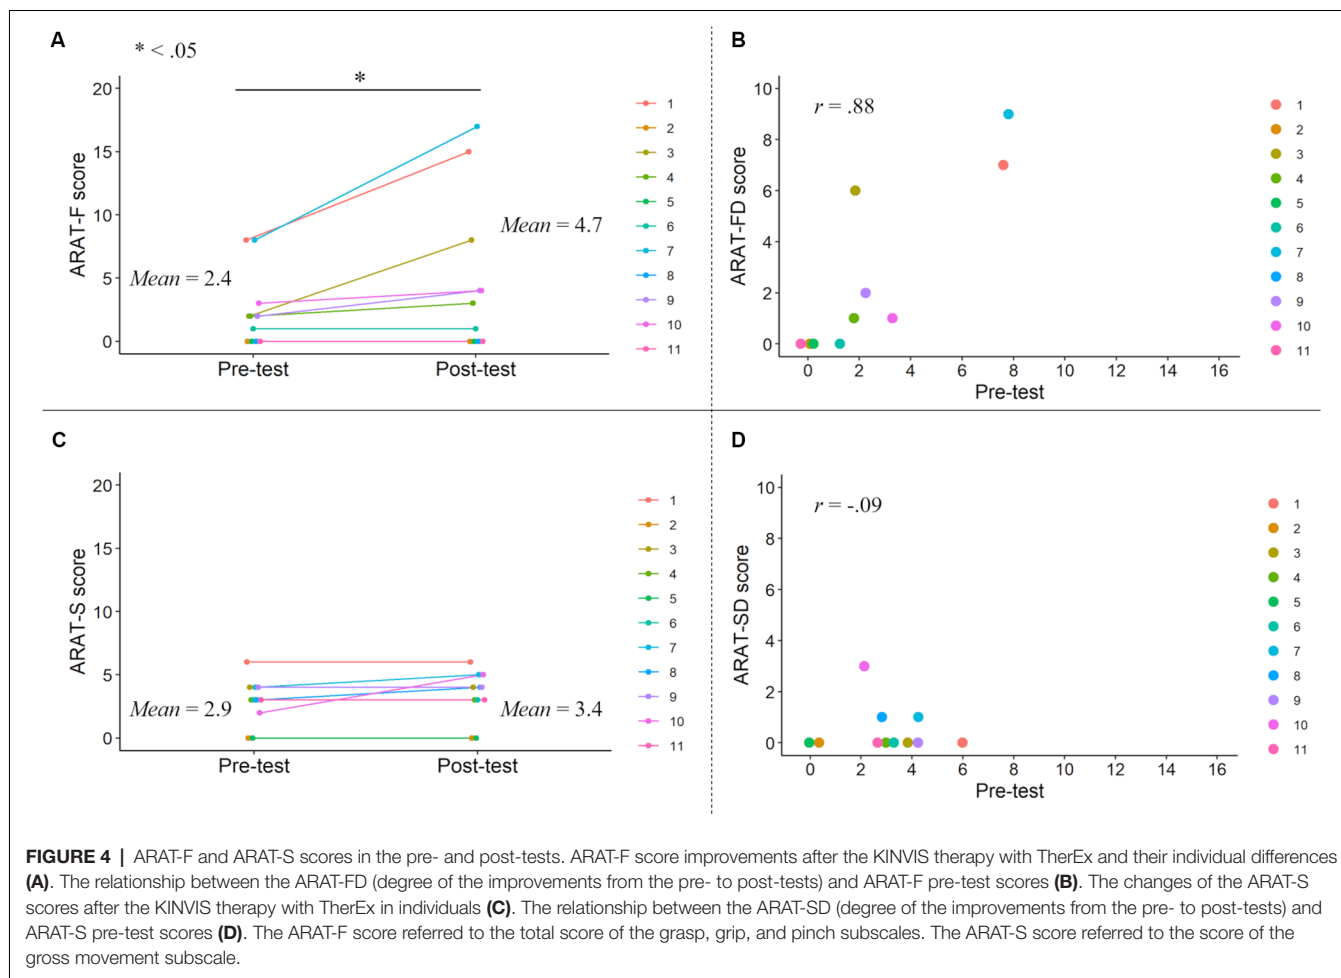 A
* < .05
*
20
15
10
5
0
ARAT-F score
Mean = 2.4
Mean = 4.7
Pre-test
Post-test
1
2
3
4
5
6
7
8
9
10
11
B
r = .88
10
8
6
4
2
0
ARAT-FD score
0 2 4 6 8 10 12 14 16
Pre-test
1
2
3
4
5
6
7
8
9
10
11
C
20
15
10
5
0
ARAT-S score
Mean = 2.9
Mean = 3.4
Pre-test
Post-test
1
2
3
4
5
6
7
8
9
10
11
D
r = -.09
10
8
6
4
2
0
ARAT-SD score
0 2 4 6 8 10 12 14 16
Pre-test
1
2
3
4
5
6
7
8
9
10
11
FIGURE 4 | ARAT-F and ARAT-S scores in the pre- and post-tests. ARAT-F score improvements after the KINVIS therapy with TherEx and their individual differences
(A). The relationship between the ARAT-FD (degree of the improvements from the pre- to post-tests) and ARAT-F pre-test scores (B). The changes of the ARAT-S
scores after the KINVIS therapy with TherEx in individuals (C). The relationship between the ARAT-SD (degree of the improvements from the pre- to post-tests) and
ARAT-S pre-test scores (D). The ARAT-F score referred to the total score of the grasp, grip, and pinch subscales. The ARAT-S score referred to the score of the
gross movement subscale.